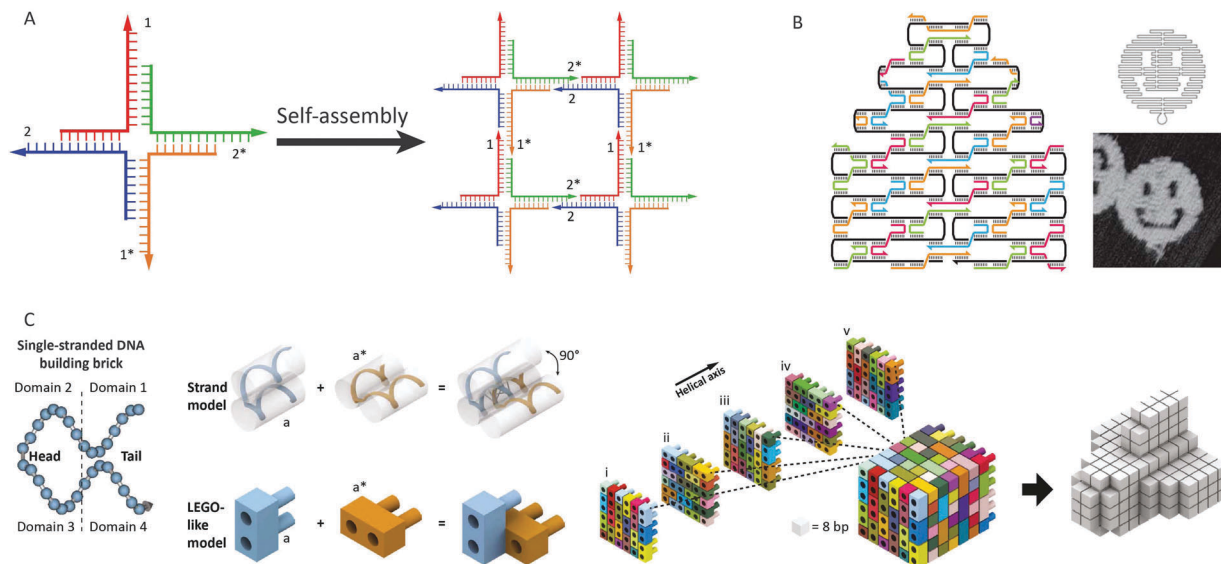 A
1
2
2*
1*
Self-assembly
2*
2
1
1*
1
1*
2*
2
B
C
Single-stranded DNA
building brick
Domain 2
Domain 1
Head
Tail
Domain 3
Domain 4
Strand
model
a
+
a*
=
90°
LEGO-
like
model
a
+
a*
=
Helical axis
i
ii
iii
iv
v
= 8 bp